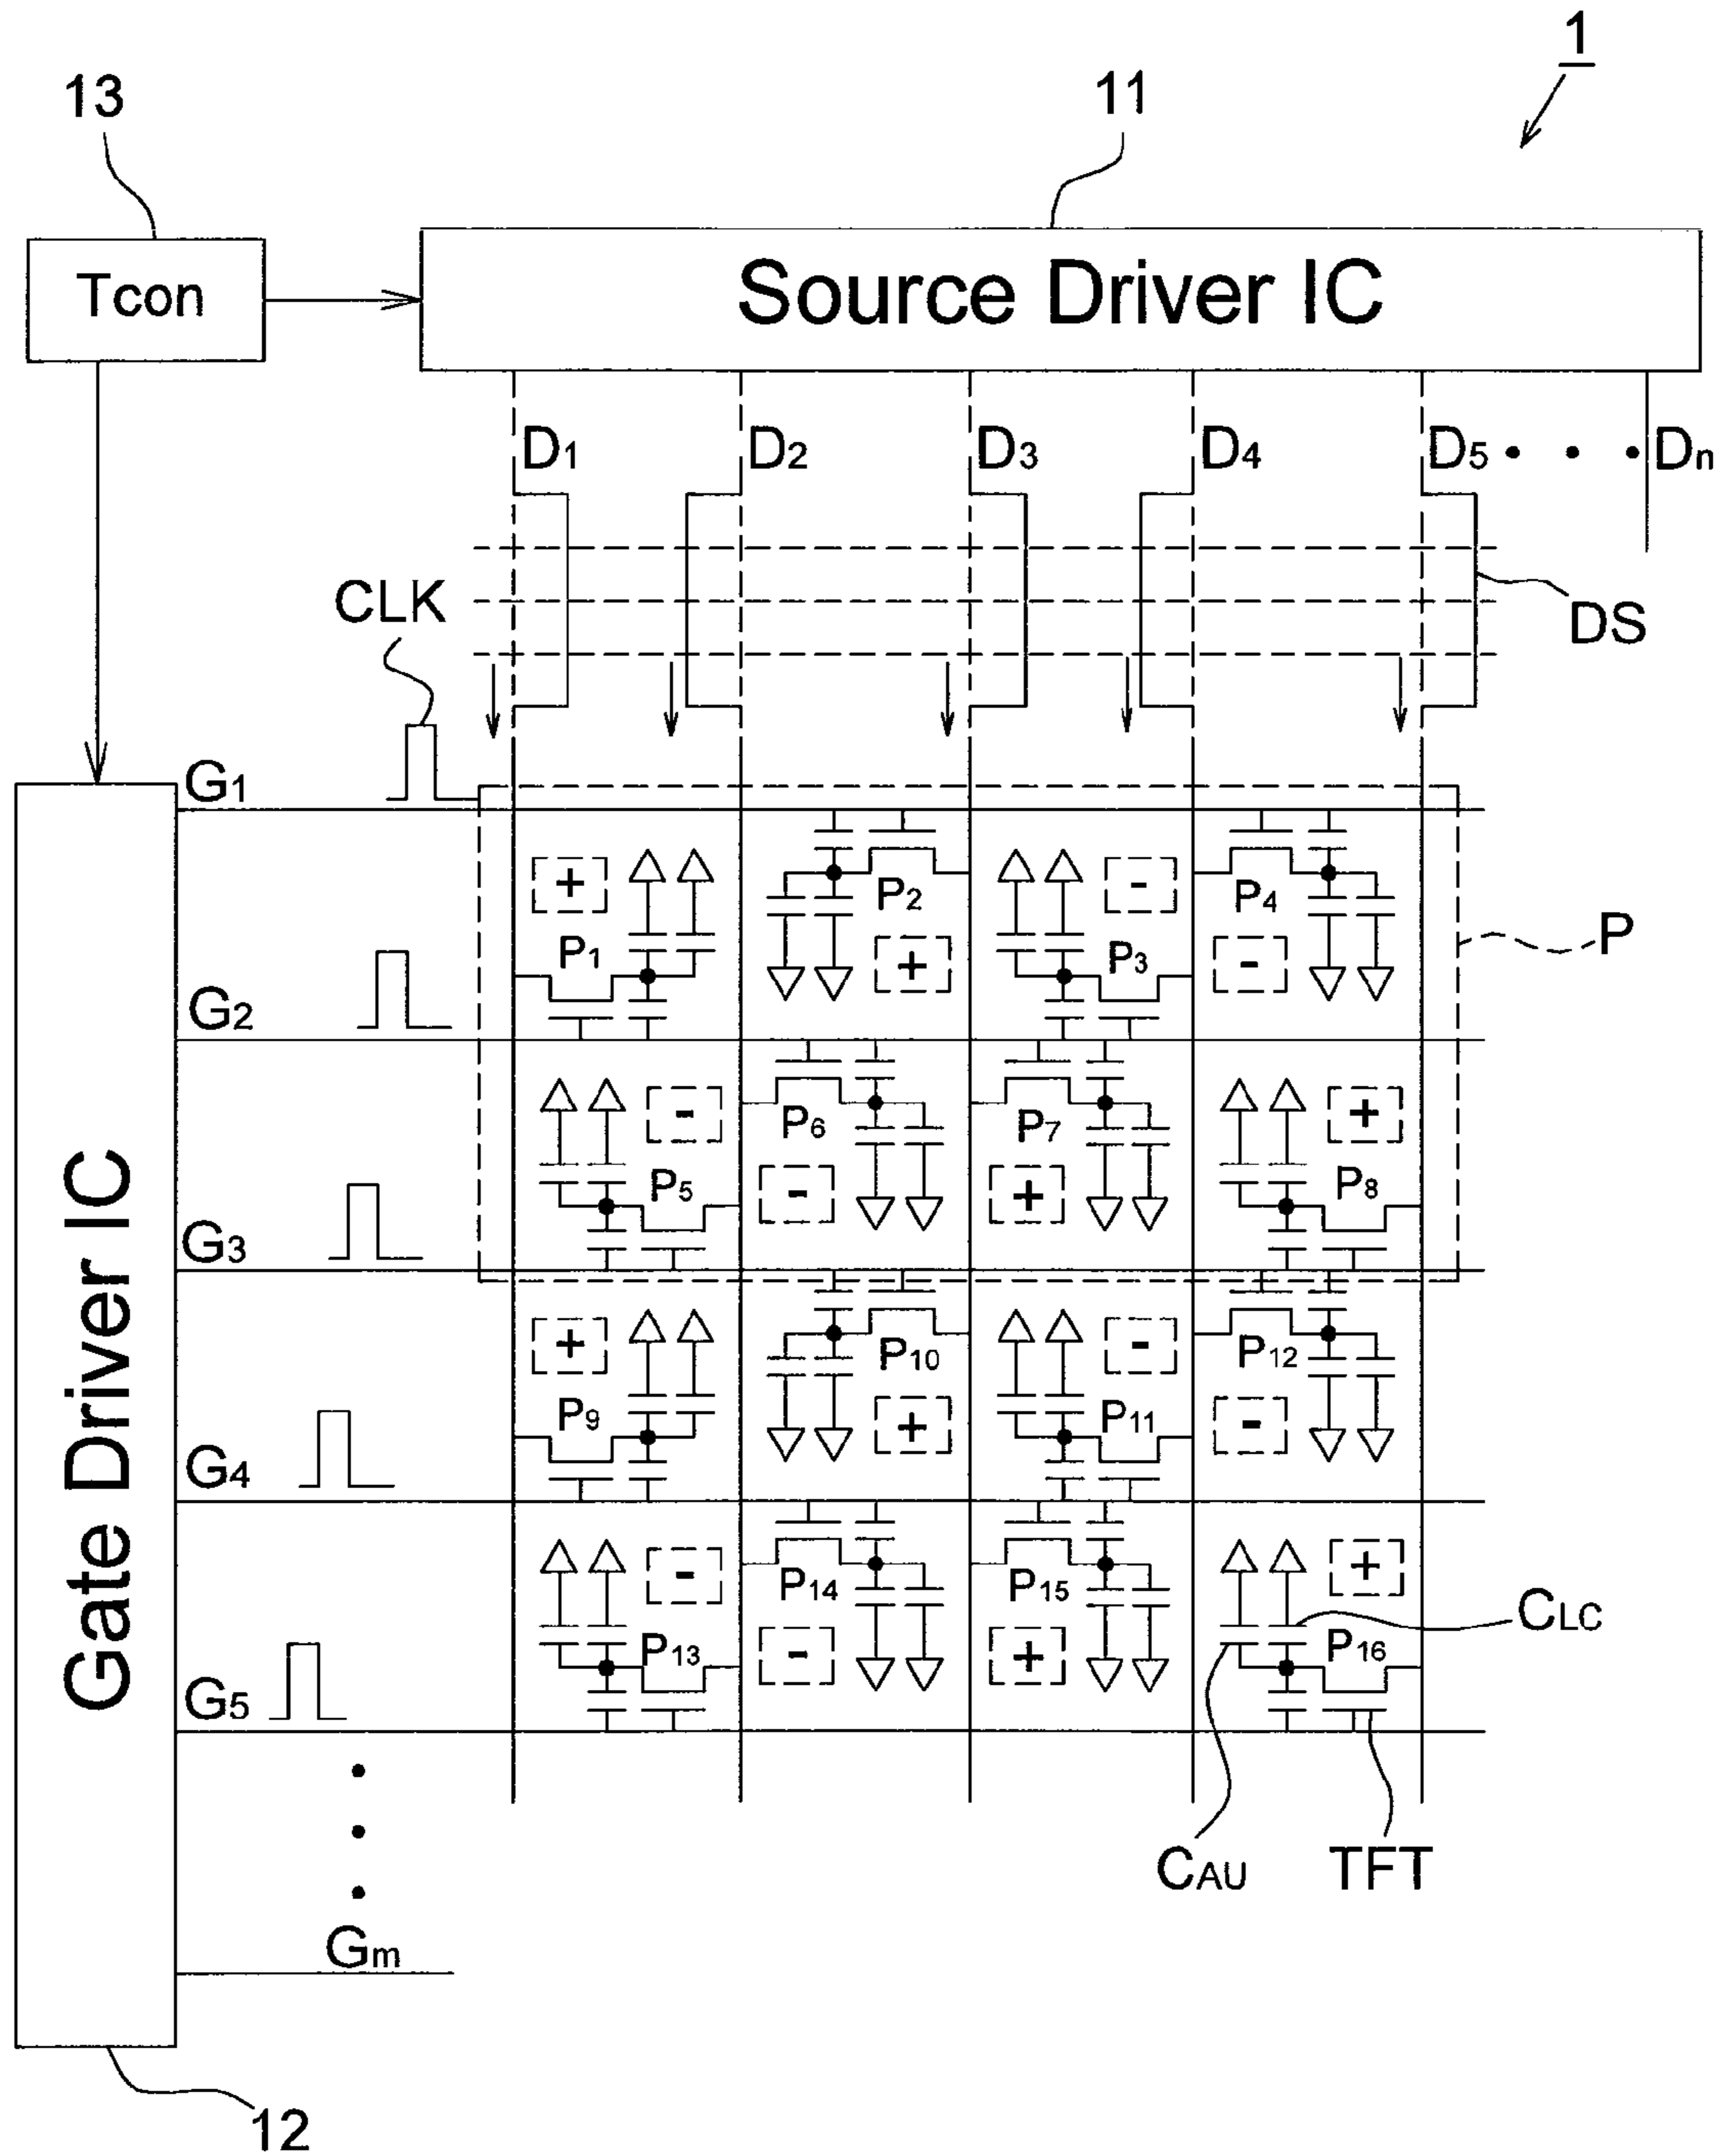 1
13
11
Tcon
Source Driver IC
D1 D2 D3 D4 D5 • • • Dn
CLK
DS
G1
+ P2 - P4
P1 + P3 -
P
G2
- P6 P7 +
P5 - + P8
G3
+ P10 - P12
P9 + P11 -
G4
- P14 P15 +
P13 - + P16
CLC
G5
Gate Driver IC
CAU TFT
Gm
12